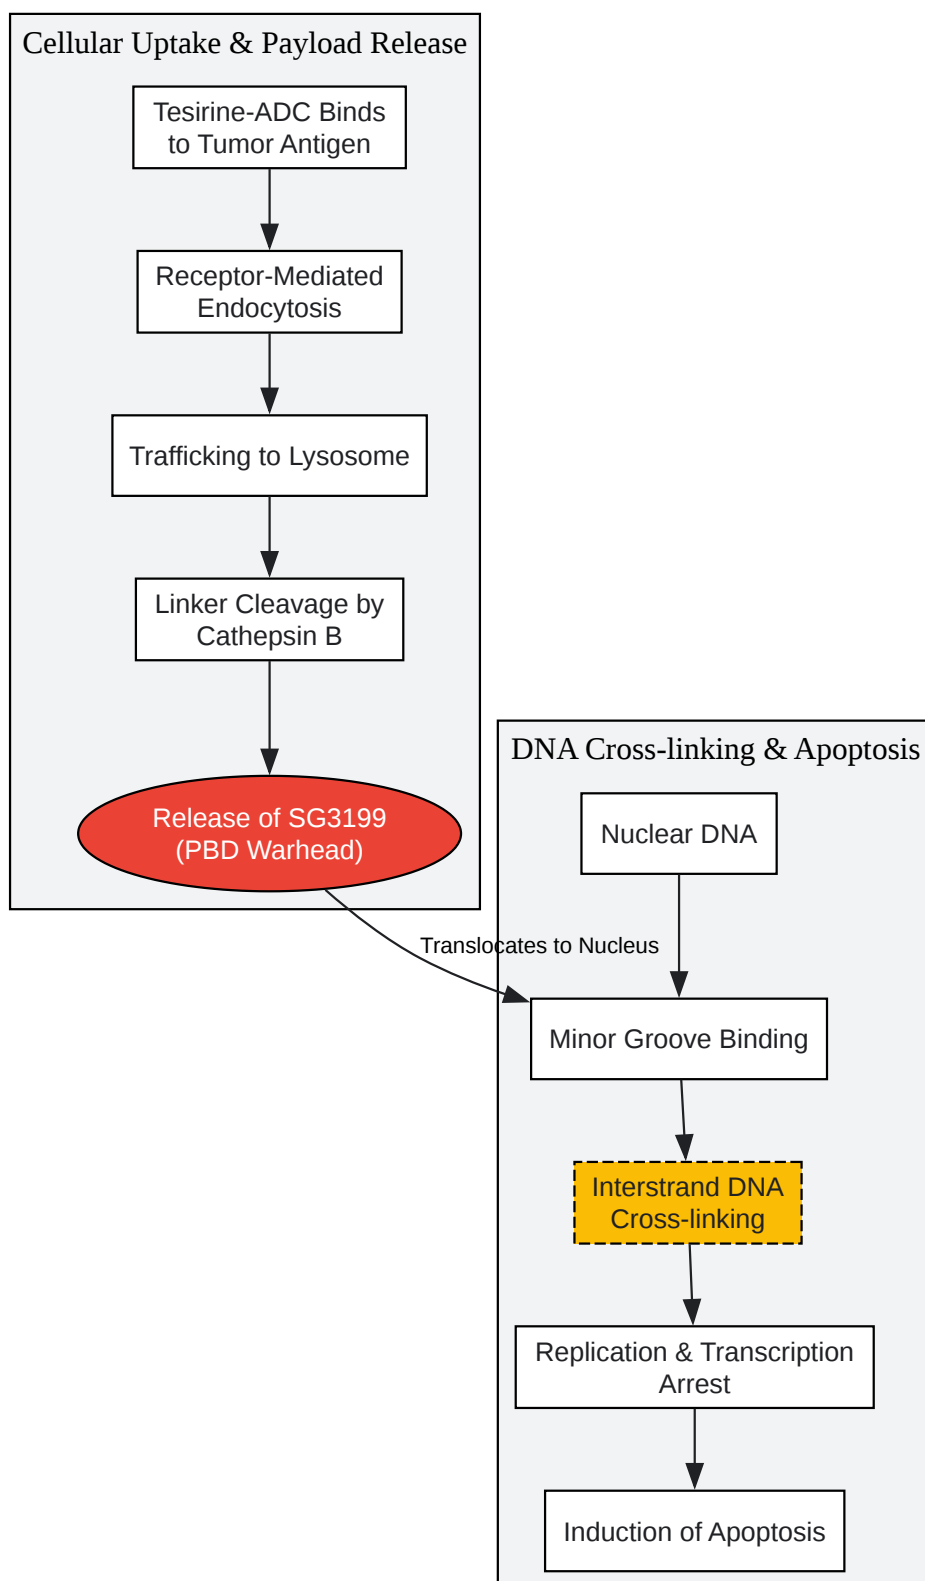 Cellular Uptake & Payload Release
Tesirine-ADC Binds
to Tumor Antigen
Receptor-Mediated
Endocytosis
Trafficking to Lysosome
Linker Cleavage by
Cathepsin B
Release of SG3199
(PBD Warhead)
Translocates to Nucleus
DNA Cross-linking & Apoptosis
Nuclear DNA
Minor Groove Binding
Interstrand DNA
Cross-linking
Replication & Transcription
Arrest
Induction of Apoptosis